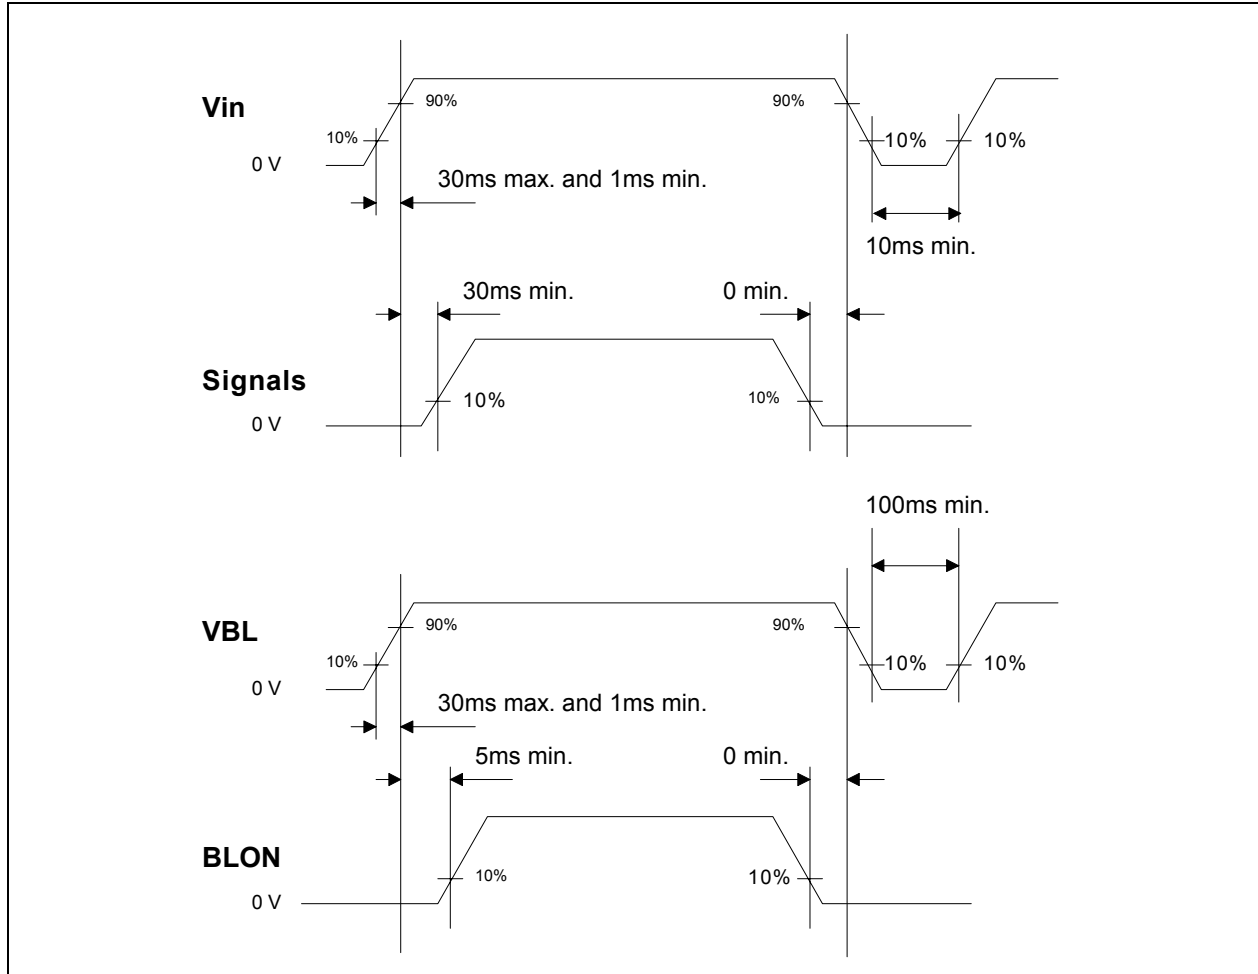 90%
90%
Vin
10%
10%
10%
0 V
30ms max. and 1ms min.
10ms min.
30ms min.
0 min.
Signals
10%
10%
0 V
100ms min.
VBL
90%
90%
10%
10%
10%
0 V
30ms max. and 1ms min.
5ms min.
0 min.
BLON
10%
10%
0 V